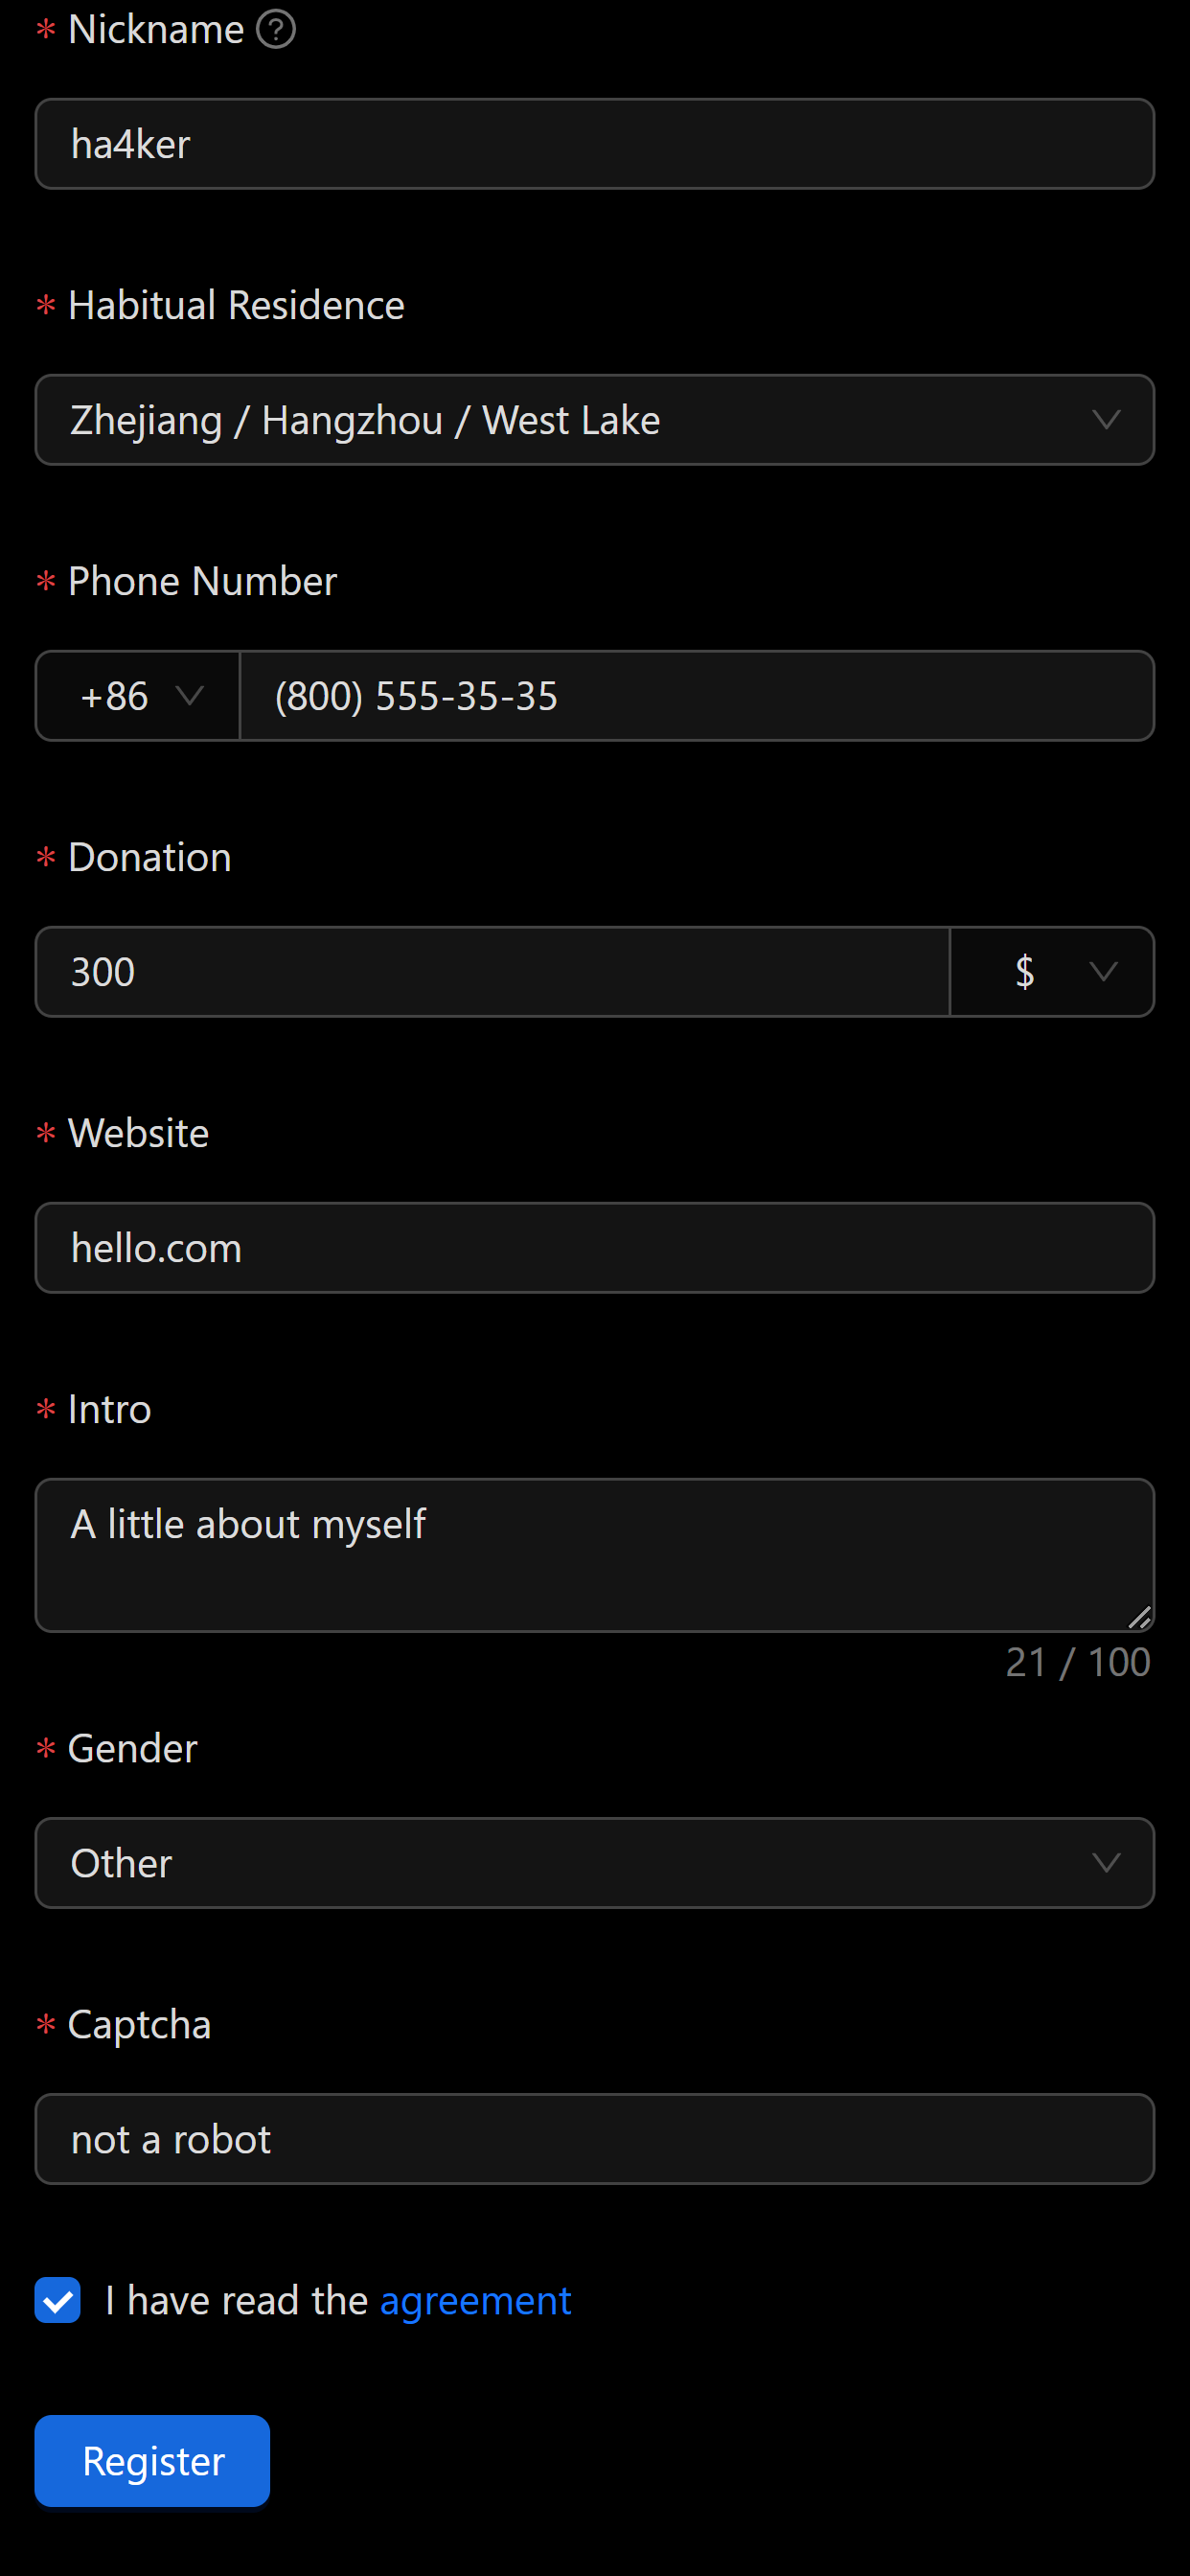 * Nickname ?
ha4ker
* Habitual Residence
Zhejiang / Hangzhou / West Lake
* Phone Number
+86 (800) 555-35-35
* Donation
300 $
* Website
hello.com
* Intro
A little about myself
21 / 100
* Gender
Other
* Captcha
not a robot
I have read the agreement
Register